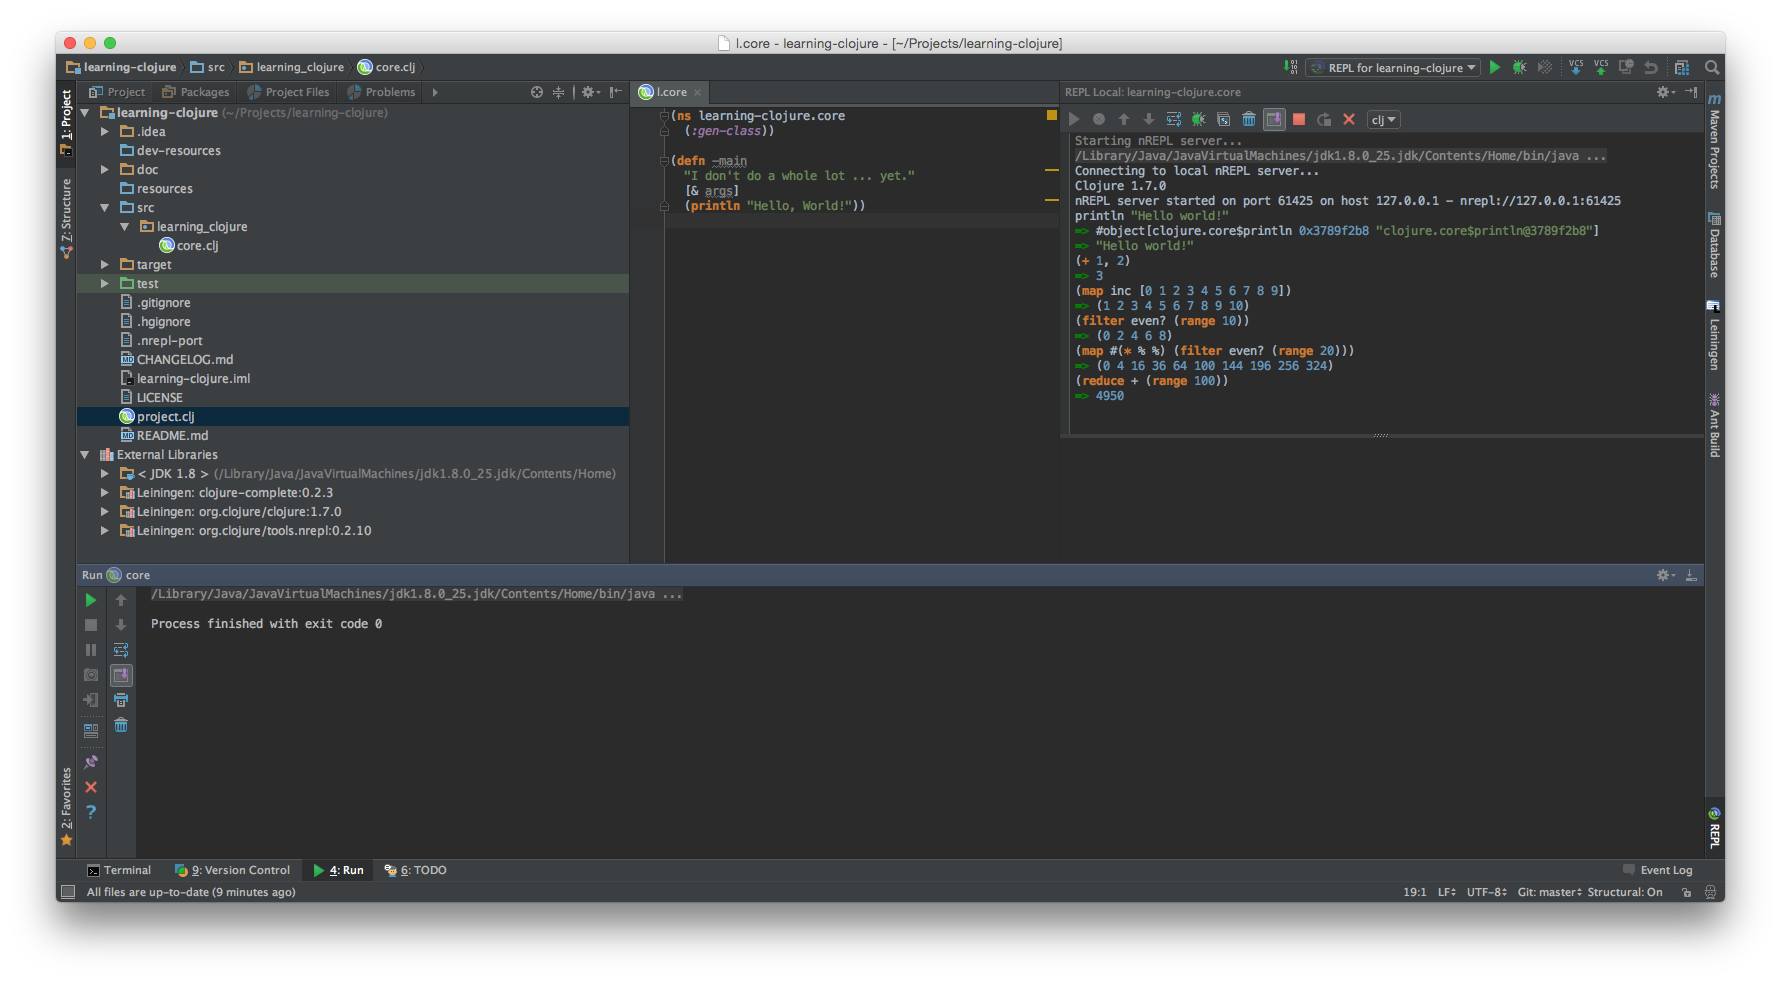 l.core - learning-clojure - [~/Projects/learning-clojure]
learning-clojure src learning_clojure core.clj
REPL for learning-clojure
VCS VCS
Project Packages Project Files Problems
learning-clojure (~/Projects/learning-clojure)
.idea
dev-resources
doc
resources
src
learning_clojure
core.clj
target
test
.gitignore
.hgignore
.nrepl-port
CHANGELOG.md
learning-clojure.iml
LICENSE
project.clj
README.md
External Libraries
< JDK 1.8 > (/Library/Java/JavaVirtualMachines/jdk1.8.0_25.jdk/Contents/Home)
Leiningen: clojure-complete:0.2.3
Leiningen: org.clojure/clojure:1.7.0
Leiningen: org.clojure/tools.nrepl:0.2.10
1: Project
7: Structure
2: Favorites
l.core
(ns learning-clojure.core
(:gen-class))
(defn -main
"I don't do a whole lot ... yet."
[& args]
(println "Hello, World!"))
REPL Local: learning-clojure.core
clj
Starting nREPL server...
/Library/Java/JavaVirtualMachines/jdk1.8.0_25.jdk/Contents/Home/bin/java ...
Connecting to local nREPL server...
Clojure 1.7.0
nREPL server started on port 61425 on host 127.0.0.1 - nrepl://127.0.0.1:61425
println "Hello world!"
=> #object[clojure.core$println 0x3789f2b8 "clojure.core$println@3789f2b8"]
=> "Hello world!"
(+ 1, 2)
=> 3
(map inc [0 1 2 3 4 5 6 7 8 9])
=> (1 2 3 4 5 6 7 8 9 10)
(filter even? (range 10))
=> (0 2 4 6 8)
(map #(* % %) (filter even? (range 20)))
=> (0 4 16 36 64 100 144 196 256 324)
(reduce + (range 100))
=> 4950
m Maven Projects
Database
Leiningen
Ant Build
REPL
Run core
/Library/Java/JavaVirtualMachines/jdk1.8.0_25.jdk/Contents/Home/bin/java ...
Process finished with exit code 0
Terminal 9: Version Control 4: Run 6: TODO Event Log
All files are up-to-date (9 minutes ago) 19:1 LF UTF-8 Git: master Structural: On